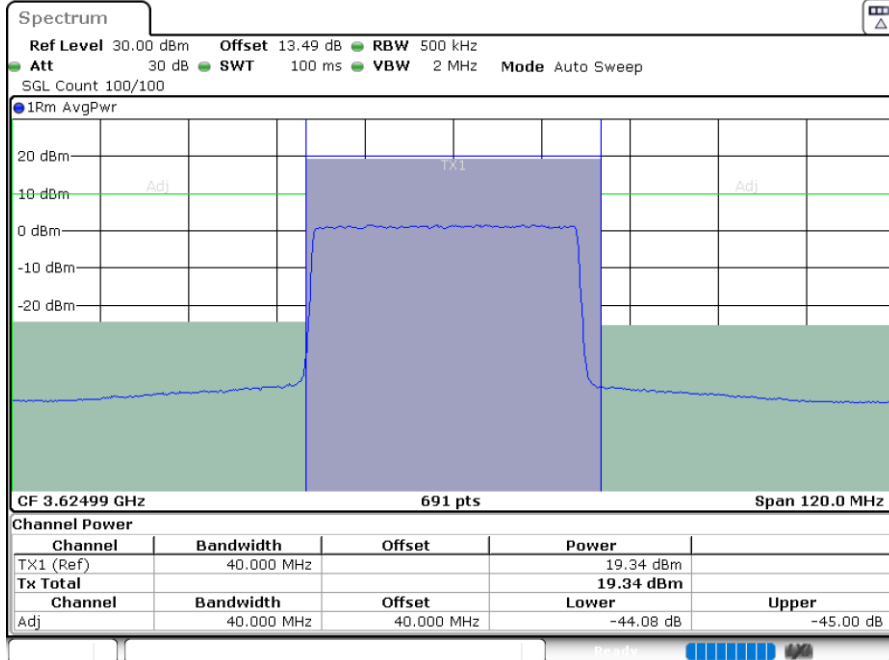 Spectrum
Ref Level 30.00 dBm Offset 13.49 dB RBW 500 kHz
Att 30 dB SWT 100 ms VBW 2 MHz Mode Auto Sweep
SGL Count 100/100
1Rm AvgPwr
20 dBm
TX1
Adj
Adj
10 dBm
0 dBm
-10 dBm
-20 dBm
CF 3.62499 GHz 691 pts Span 120.0 MHz
Channel Power
Channel Bandwidth Offset Power
TX1 (Ref) 40.000 MHz 19.34 dBm
Tx Total 19.34 dBm
Channel Bandwidth Offset Lower Upper
Adj 40.000 MHz 40.000 MHz -44.08 dB -45.00 dB
Ready